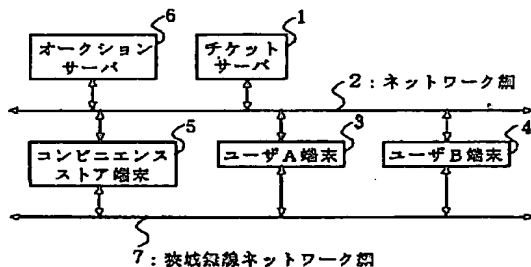 6
1
オークション
サーバ
チケット
サーバ
2:ネットワーク網
5
3
4
コンビニエンス
ストア端末
ユーザA端末
ユーザB端末
7:狭域無線ネットワーク網